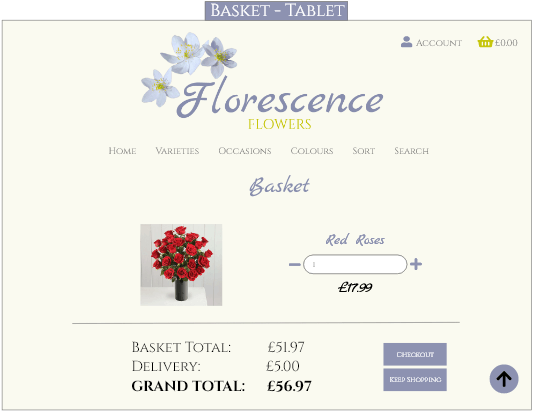 Basket - Tablet
Account £0.00
Florescence
FLOWERS
Home Varieties Occasions Colours Sort Search
Basket
Red Roses
1
£17.99
Basket Total: £51.97
Delivery: £5.00
GRAND TOTAL: £56.97
Checkout
Keep Shopping